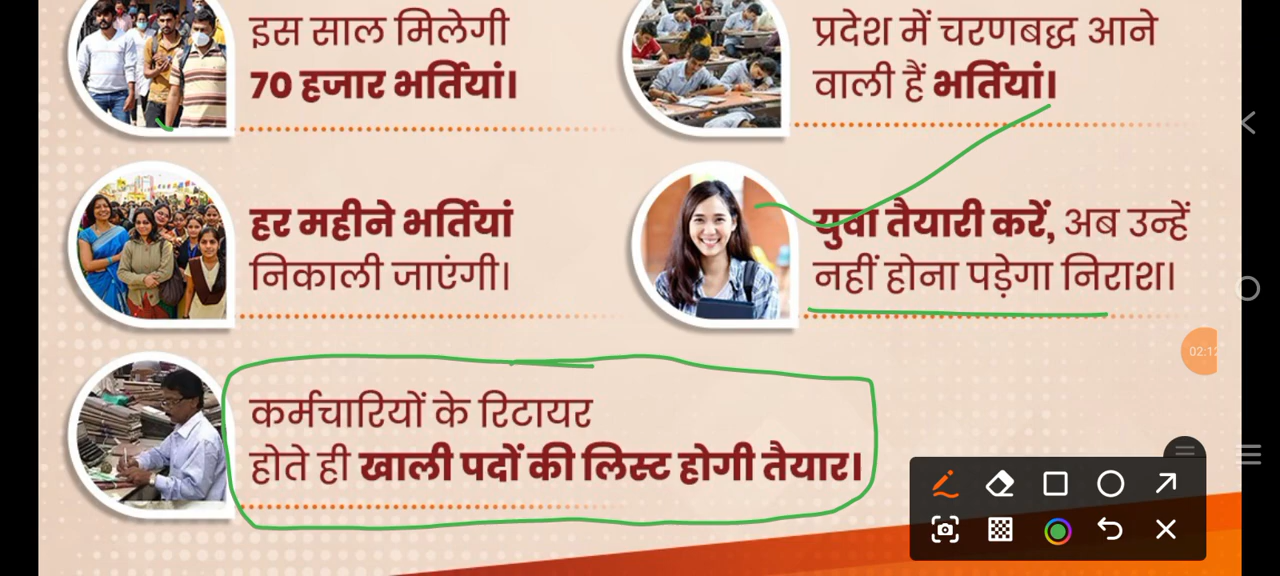 इस साल मिलेगी
70 हजार भर्तियां।
प्रदेश में चरणबद्ध आने
वाली हैं भर्तियां।
हर महीने भर्तियां
निकाली जाएंगी।
युवा तैयारी करें, अब उन्हें
नहीं होना पड़ेगा निराश।
कर्मचारियों के रिटायर
होते ही खाली पदों की लिस्ट होगी तैयार।
02:12